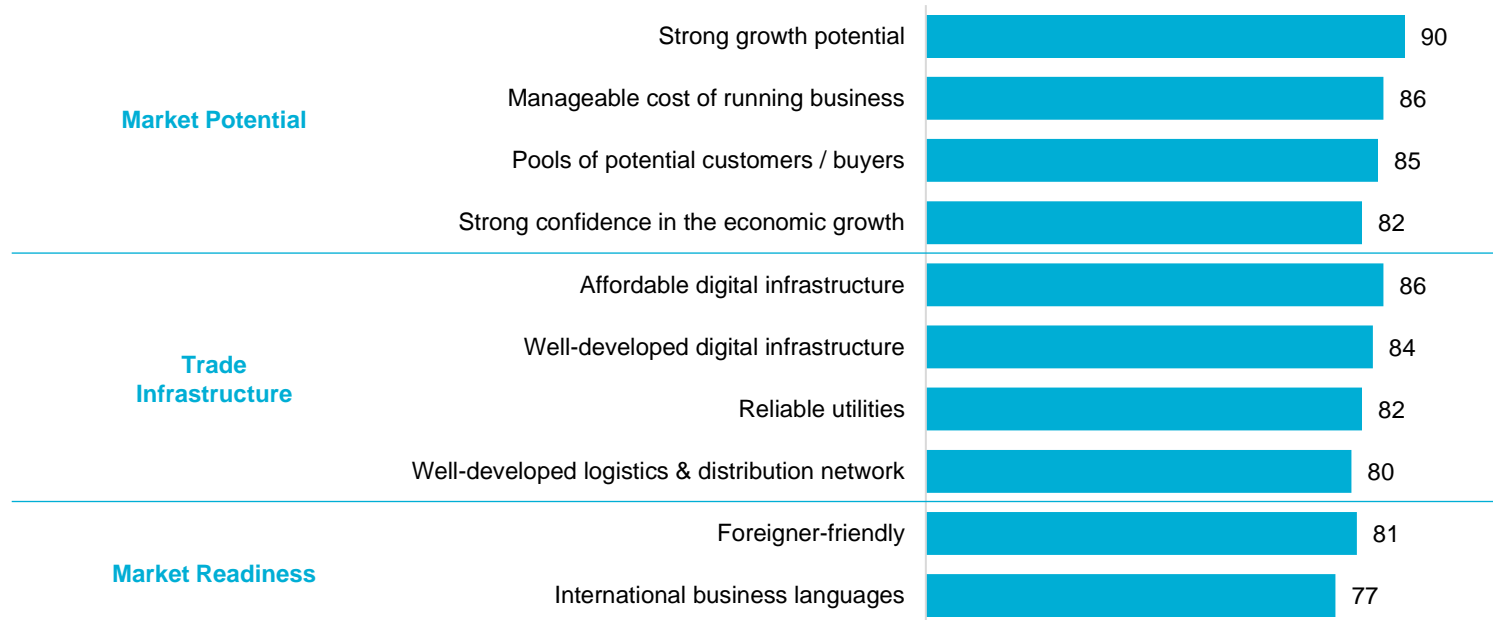 Market Potential
Strong growth potential 90
Manageable cost of running business 86
Pools of potential customers / buyers 85
Strong confidence in the economic growth 82
Trade
Infrastructure
Affordable digital infrastructure 86
Well-developed digital infrastructure 84
Reliable utilities 82
Well-developed logistics & distribution network 80
Market Readiness
Foreigner-friendly 81
International business languages 77